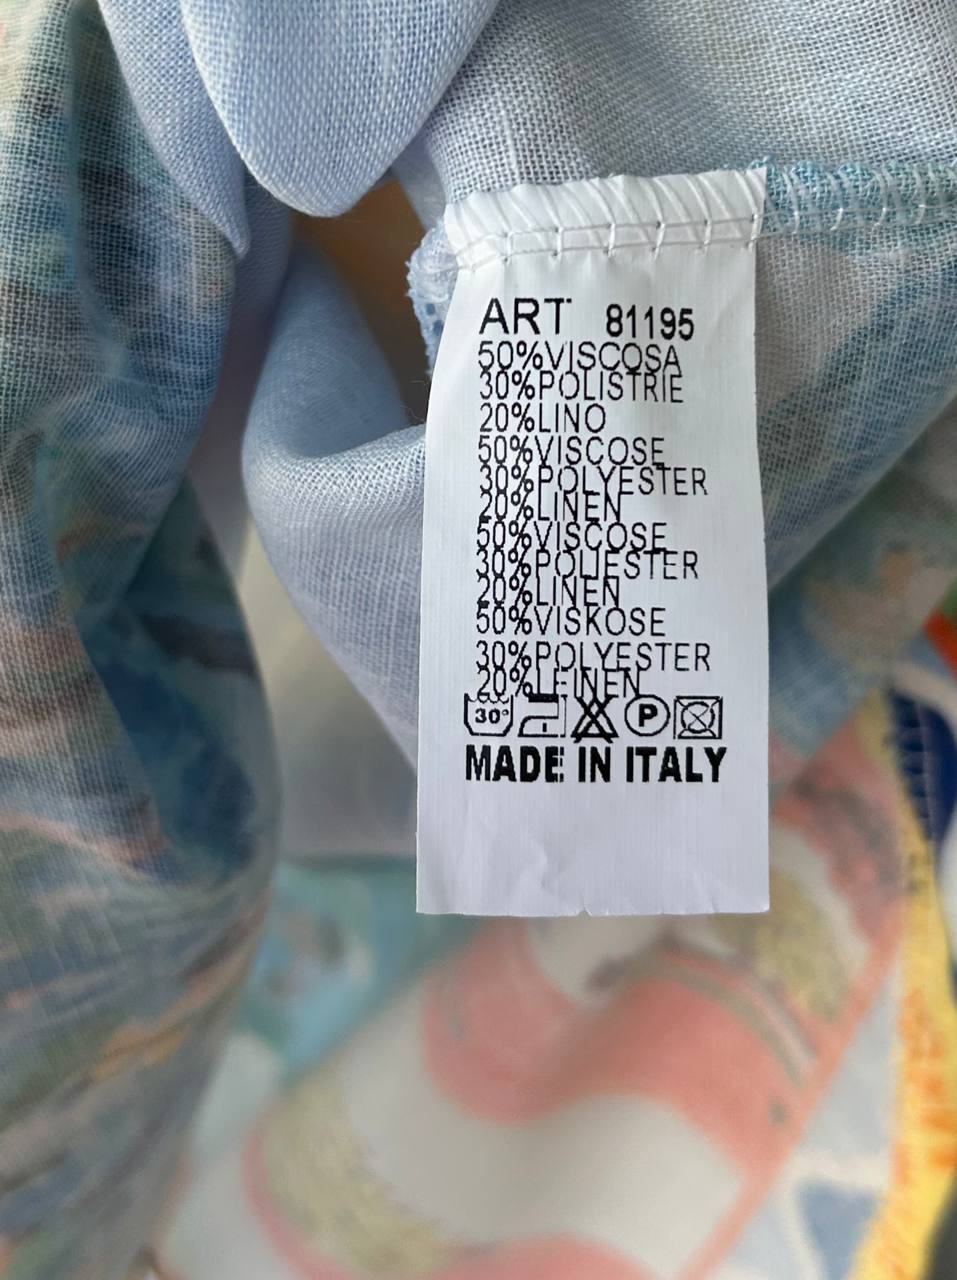 ART 81195
50%VISCOSA
30%POLISTRIE
20%LINO
50%VISCOSE
30%POLYESTER
20%LINEN
50%VISCOSE
30%POLIESTER
20%LINEN
50%VISKOSE
30%POLYESTER
20%LEINEN
30° P
MADE IN ITALY